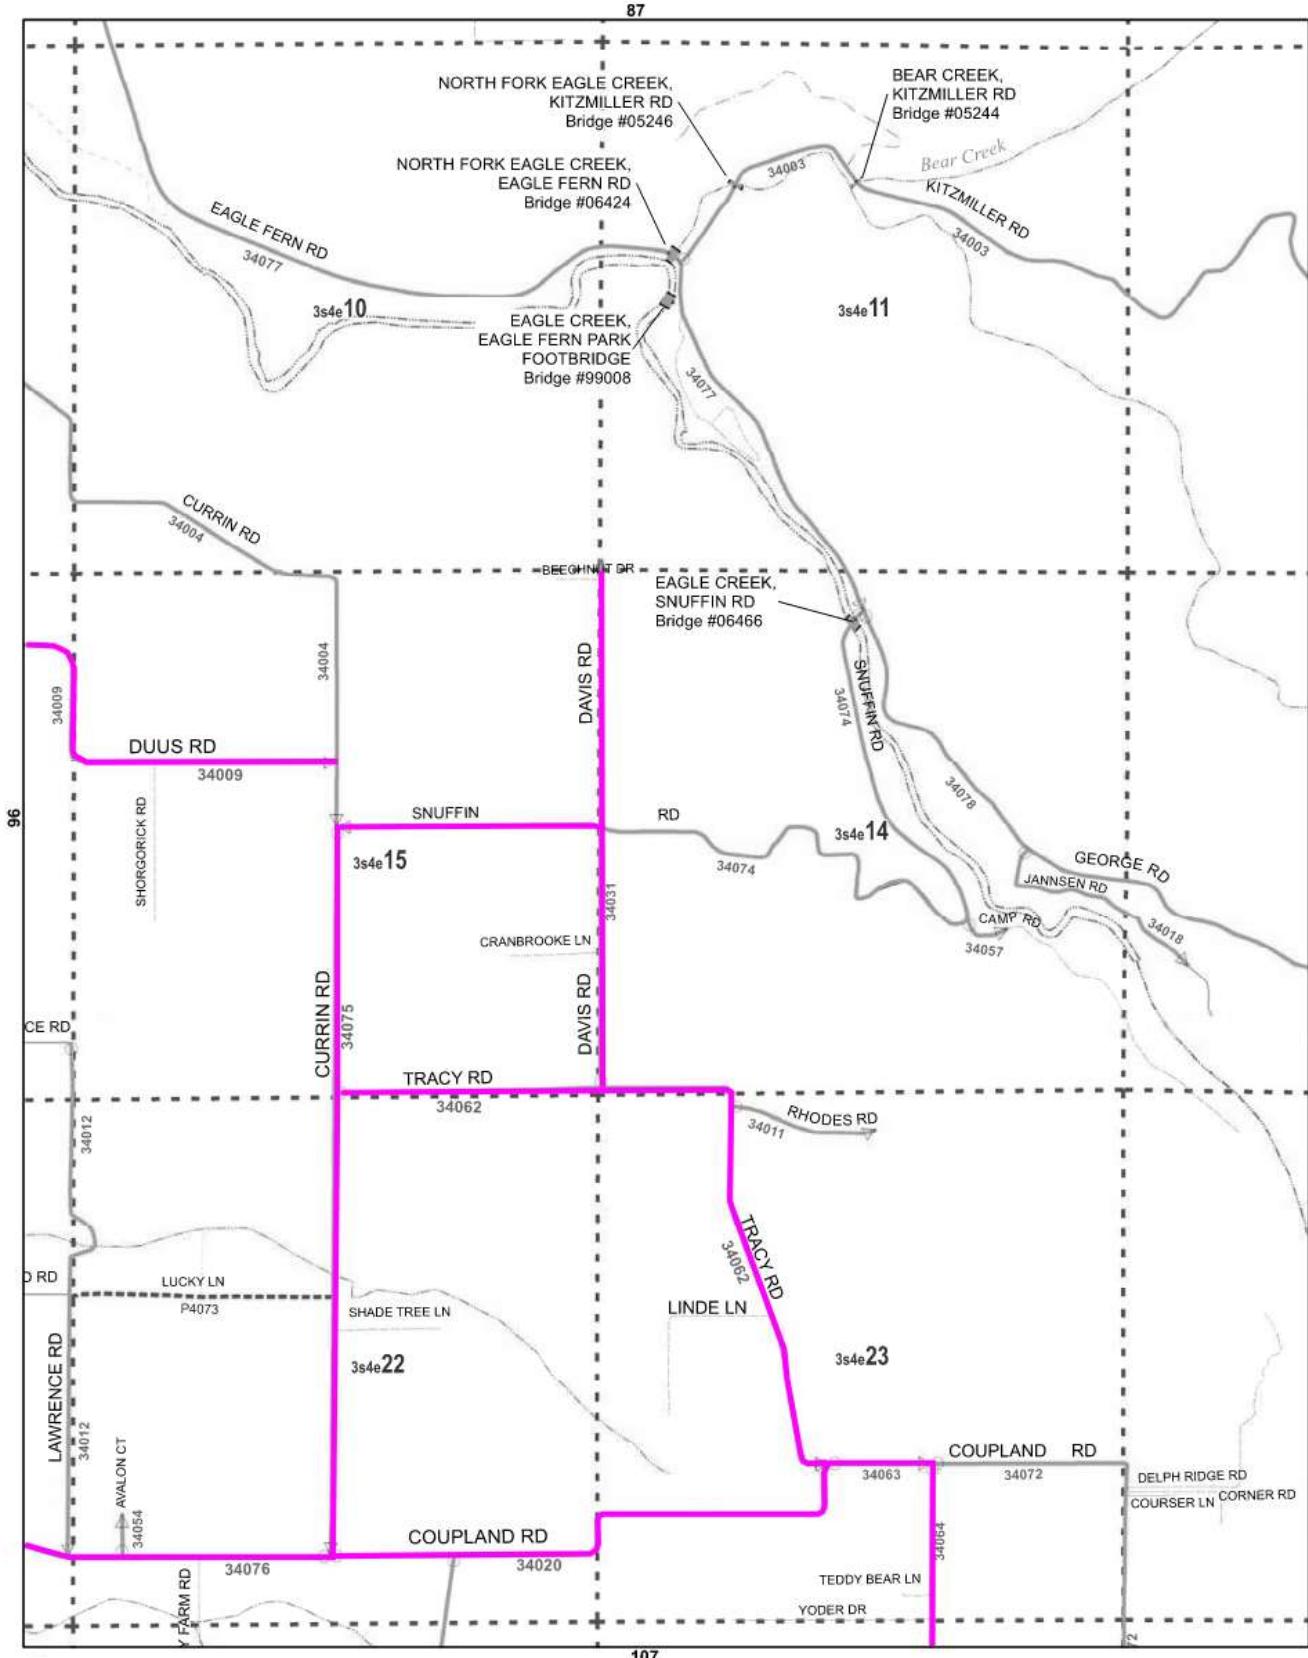 87
NORTH FORK EAGLE CREEK,
KITZMILLER RD
Bridge #05246
BEAR CREEK,
KITZMILLER RD
Bridge #05244
NORTH FORK EAGLE CREEK,
EAGLE FERN RD
Bridge #06424
34003
Bear Creek
KITZMILLER RD
34003
EAGLE FERN RD
34077
3s4e10
3s4e11
EAGLE CREEK,
EAGLE FERN PARK
FOOTBRIDGE
Bridge #99008
34077
CURRIN RD
34004
BEECHNUT DR
EAGLE CREEK,
SNUFFIN RD
Bridge #06466
34004
34009
DAVIS RD
SNUFFIN RD
34074
DUUS RD
34009
34078
96
SHORGORICK RD
SNUFFIN
RD
3s4e14
3s4e15
34074
GEORGE RD
JANNSEN RD
34031
CAMP RD
34018
34057
CRANBROOKE LN
CURRIN RD
34075
DAVIS RD
CE RD
TRACY RD
34062
RHODES RD
34011
34012
TRACY RD
34062
D RD
LUCKY LN
P4073
SHADE TREE LN
LINDE LN
3s4e22
3s4e23
LAWRENCE RD
34012
AVALON CT
34054
COUPLAND RD
34063
34072
DELPH RIDGE RD
COURSER LN
CORNER RD
COUPLAND RD
34076
34020
34064
TEDDY BEAR LN
YODER DR
Y FARM RD
72
107